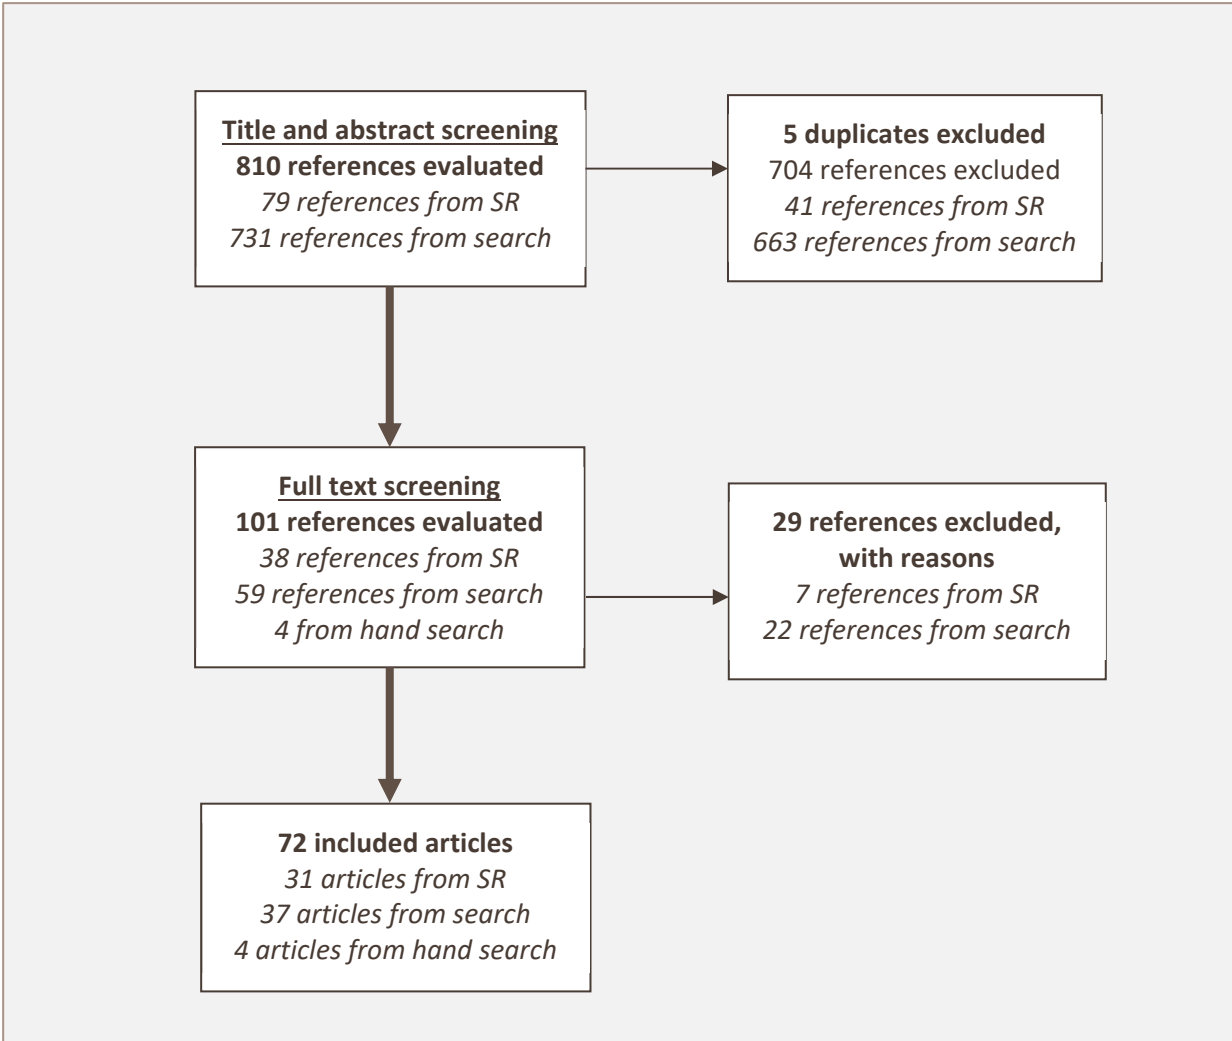 Title and abstract screening
810 references evaluated
79 references from SR
731 references from search
5 duplicates excluded
704 references excluded
41 references from SR
663 references from search
Full text screening
101 references evaluated
38 references from SR
59 references from search
4 from hand search
29 references excluded,
with reasons
7 references from SR
22 references from search
72 included articles
31 articles from SR
37 articles from search
4 articles from hand search